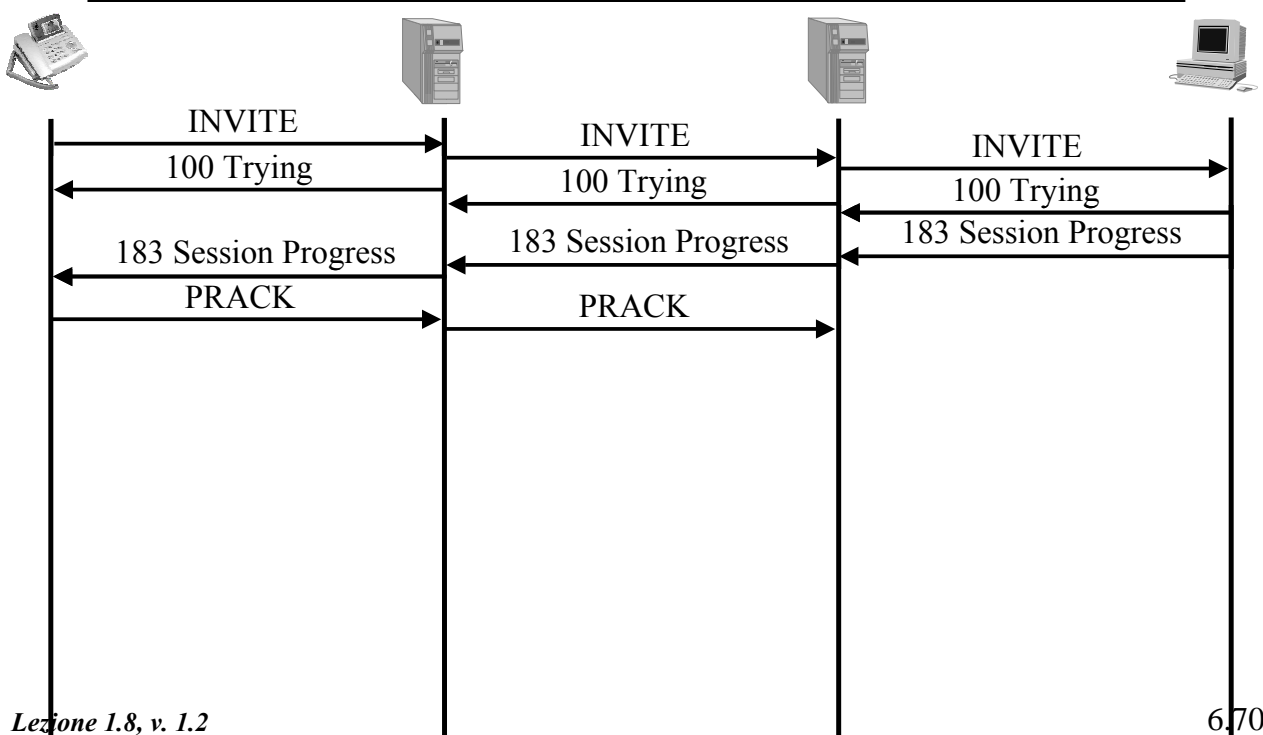 INVITE
INVITE
INVITE
100 Trying
100 Trying
100 Trying
183 Session Progress
183 Session Progress
183 Session Progress
PRACK
PRACK
Lezione 1.8, v. 1.2
6.70